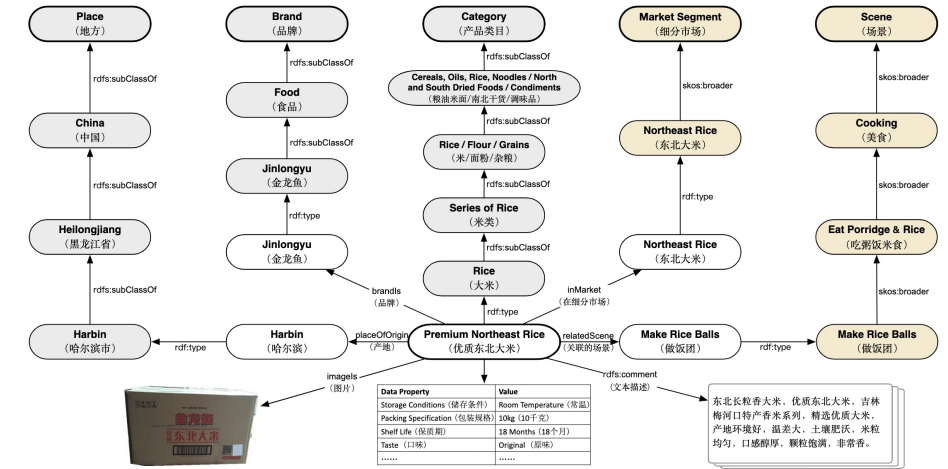 Place
(地方)
Brand
(品牌)
Category
(产品类目)
Market Segment
(细分市场)
Scene
(场景)
rdfs:subClassOf
rdfs:subClassOf
rdfs:subClassOf
skos:broader
skos:broader
Food
(食品)
Cereals, Oils, Rice, Noodles / North
and South Dried Foods / Condiments
(粮油米面/南北干货/调味品)
China
(中国)
rdfs:subClassOf
rdfs:subClassOf
Rice / Flour / Grains
(米/面粉/杂粮)
Northeast Rice
(东北大米)
Cooking
(美食)
Jinlongyu
(金龙鱼)
rdfs:subClassOf
rdfs:subClassOf
rdf:type
rdf:type
skos:broader
Series of Rice
(米类)
Heilongjiang
(黑龙江省)
Jinlongyu
(金龙鱼)
rdfs:subClassOf
Northeast Rice
(东北大米)
Eat Porridge & Rice
(吃粥饭米食)
Rice
(大米)
rdfs:subClassOf
brandIs
(品牌)
rdf:type
inMarket
(在细分市场)
skos:broader
Harbin
(哈尔滨市)
rdf:type
Harbin
(哈尔滨)
placeOfOrigin
(产地)
Premium Northeast Rice
(优质东北大米)
relatedScene
(关联的场景)
Make Rice Balls
(做饭团)
rdf:type
Make Rice Balls
(做饭团)
imageIs
(图片)
rdfs:comment
(文本描述)
金龙鱼
东北大米
Data Property Value
Storage Conditions (储存条件) Room Temperature (常温)
Packing Specification (包装规格) 10kg (10千克)
Shelf Life (保质期) 18 Months (18个月)
Taste (口味) Original (原味)
…… ……
东北长粒香大米,优质东北大米,吉林
梅河口特产香米系列,精选优质大米,
产地环境好,温差大,土壤肥沃,米粒
均匀,口感醇厚,颗粒饱满,非常香。